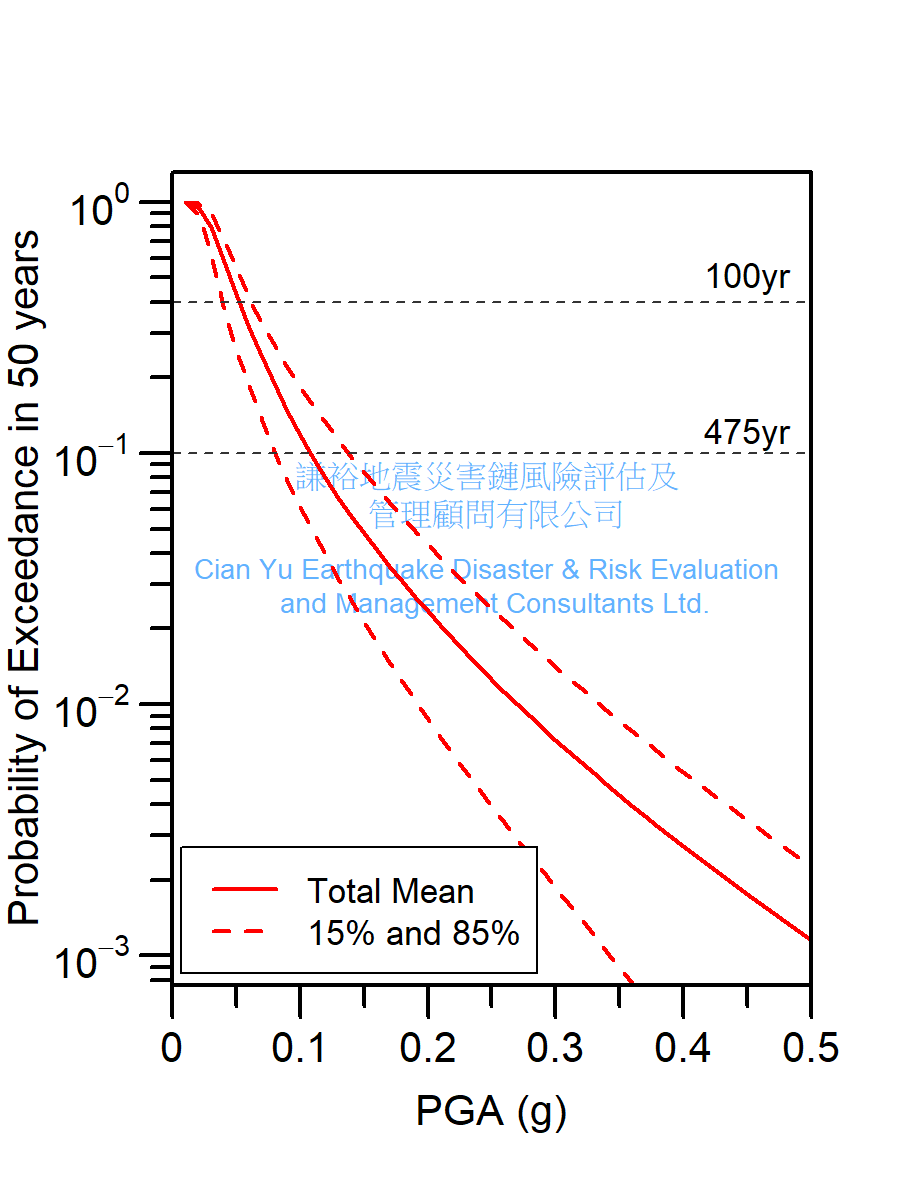 Probability of Exceedance in 50 years
10⁰
10⁻¹
10⁻²
10⁻³
100yr
475yr
謙裕地震災害鏈風險評估及
管理顧問有限公司
Cian Yu Earthquake Disaster & Risk Evaluation
and Management Consultants Ltd.
Total Mean
15% and 85%
0 0.1 0.2 0.3 0.4 0.5
PGA (g)